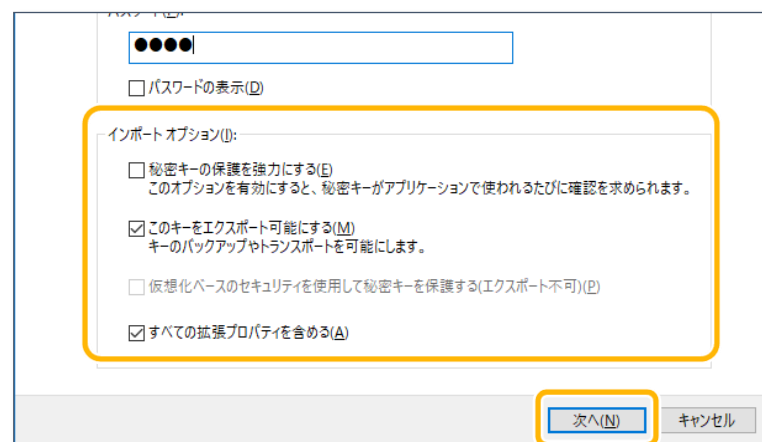 パスワード(P):
●●●●
パスワードの表示(D)
インポート オプション(I):
秘密キーの保護を強力にする(E)
このオプションを有効にすると、秘密キーがアプリケーションで使われるたびに確認を求められます。
このキーをエクスポート可能にする(M)
キーのバックアップやトランスポートを可能にします。
仮想化ベースのセキュリティを使用して秘密キーを保護する(エクスポート不可)(P)
すべての拡張プロパティを含める(A)
次へ(N)
キャンセル